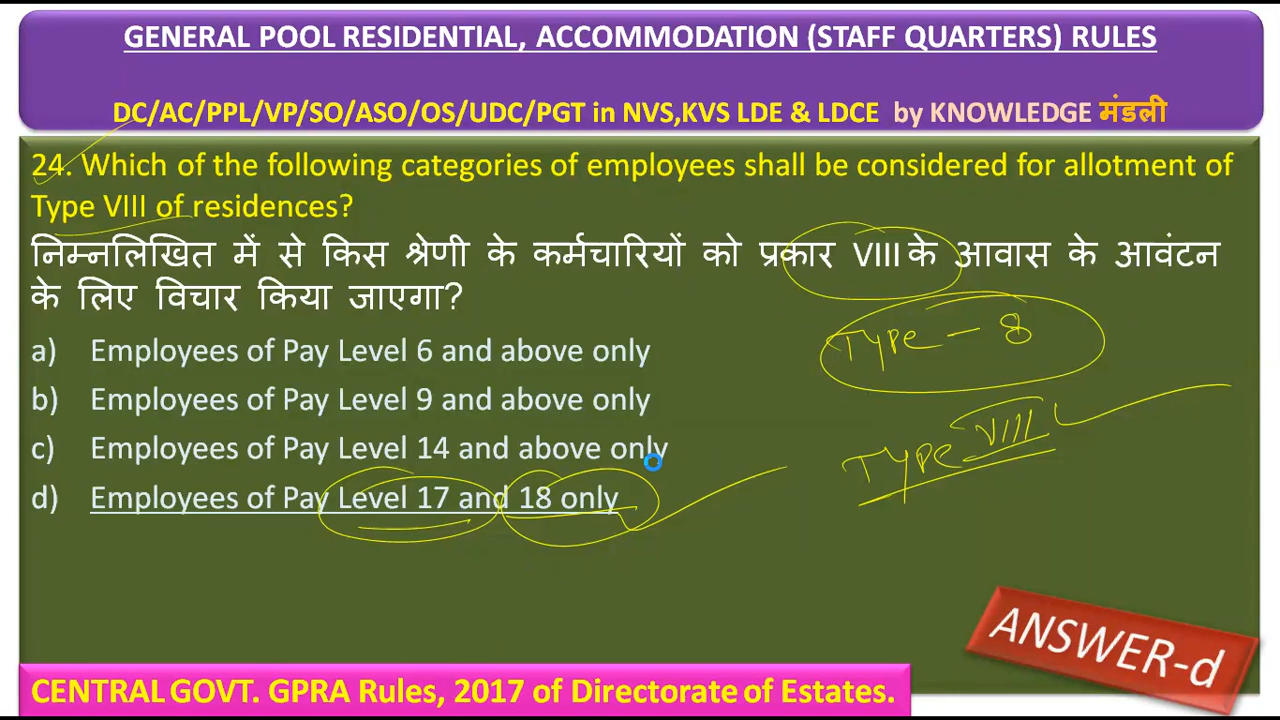 GENERAL POOL RESIDENTIAL, ACCOMMODATION (STAFF QUARTERS) RULES
DC/AC/PPL/VP/SO/ASO/OS/UDC/PGT in NVS,KVS LDE & LDCE by KNOWLEDGE मंडली
24. Which of the following categories of employees shall be considered for allotment of
Type VIII of residences?
निम्नलिखित में से किस श्रेणी के कर्मचारियों को प्रकार VIII के आवास के आवंटन
के लिए विचार किया जाएगा?
Type - 8
a) Employees of Pay Level 6 and above only
b) Employees of Pay Level 9 and above only
Type VIII
c) Employees of Pay Level 14 and above only
d) Employees of Pay Level 17 and 18 only
ANSWER-d
CENTRAL GOVT. GPRA Rules, 2017 of Directorate of Estates.